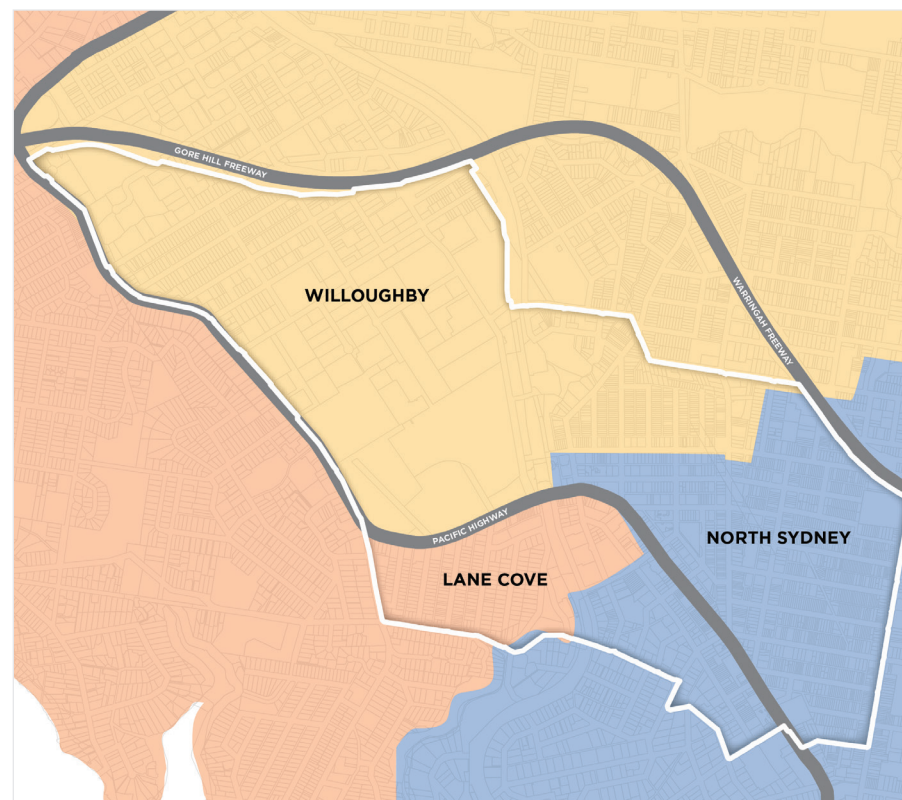 GORE HILL FREEWAY
WILLOUGHBY
WARRINGAH FREEWAY
PACIFIC HIGHWAY
NORTH SYDNEY
LANE COVE